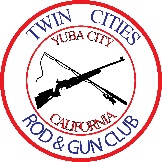 TWIN CITIES
YUBA CITY
CALIFORNIA
ROD & GUN CLUB